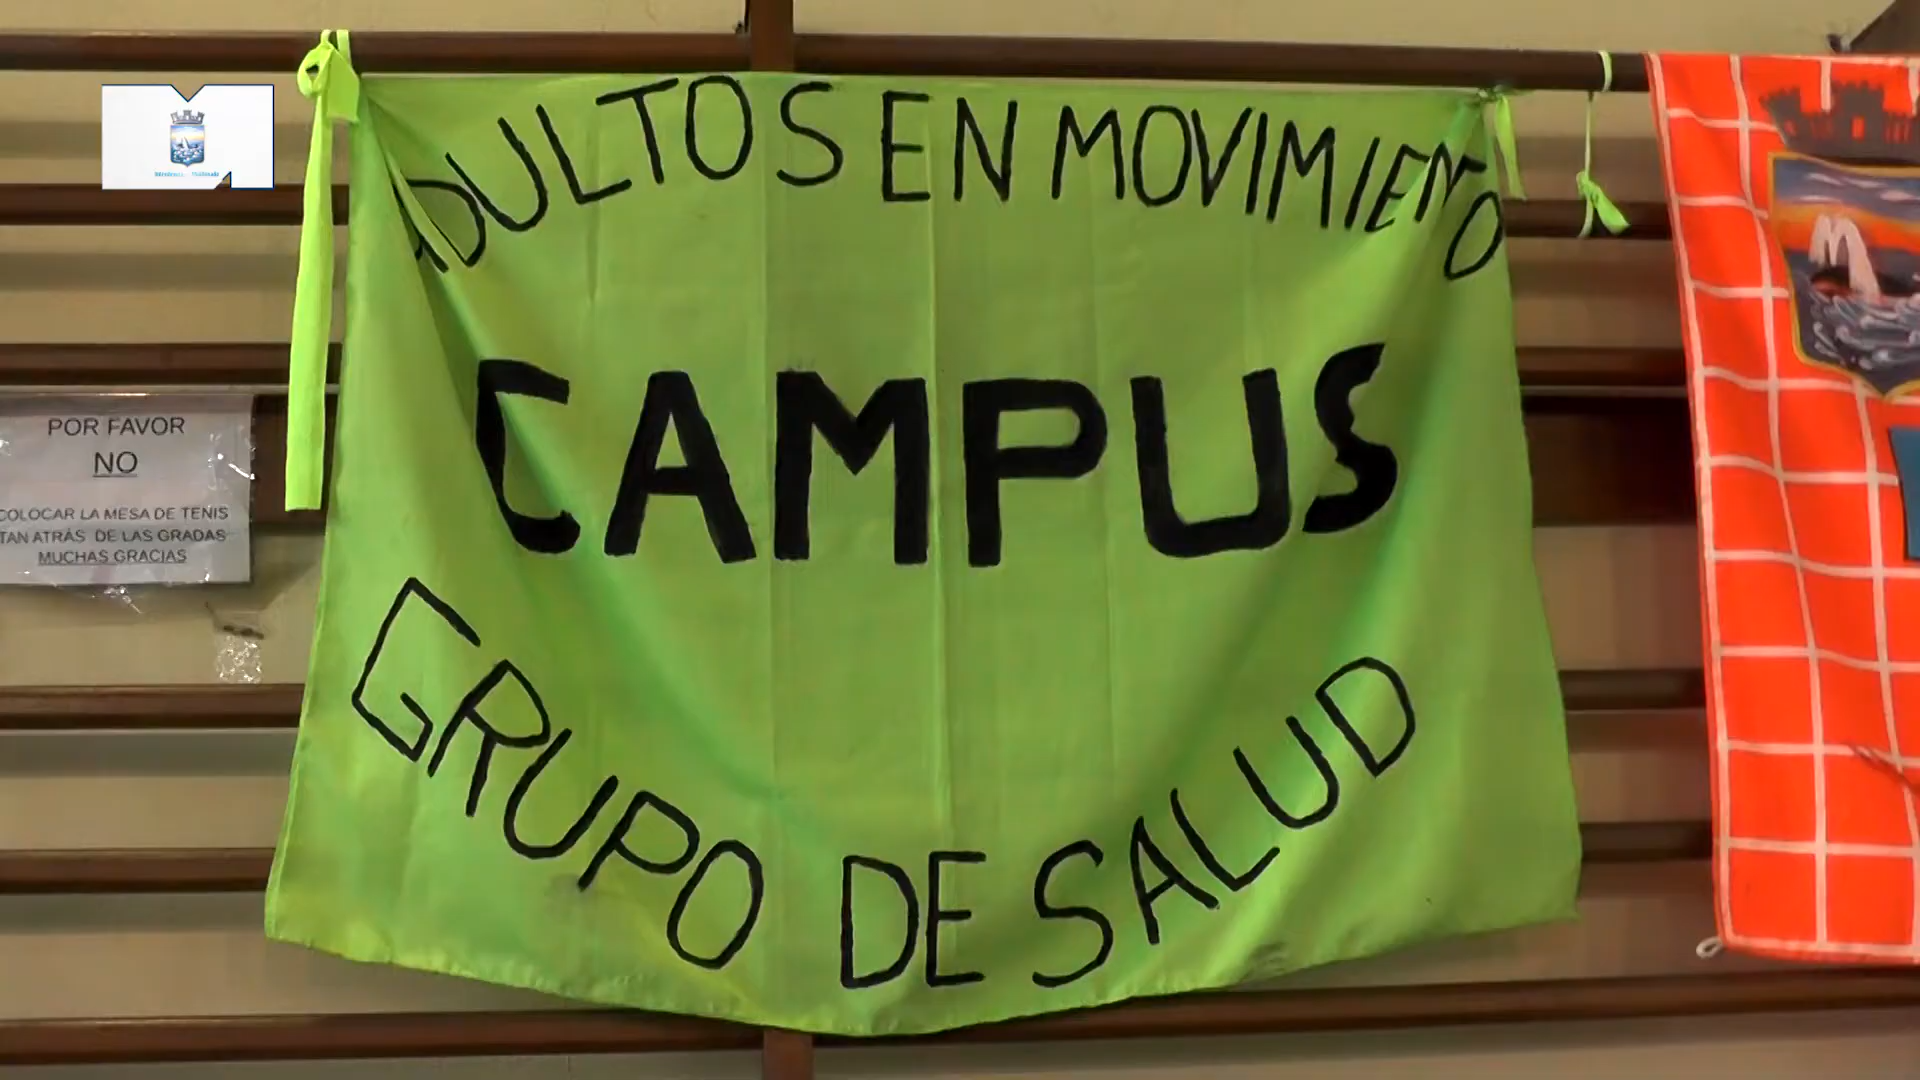 ADULTOS EN MOVIMIENTO
CAMPUS
GRUPO DE SALUD
POR FAVOR
NO
COLOCAR LA MESA DE TENIS
TAN ATRÁS DE LAS GRADAS
MUCHAS GRACIAS